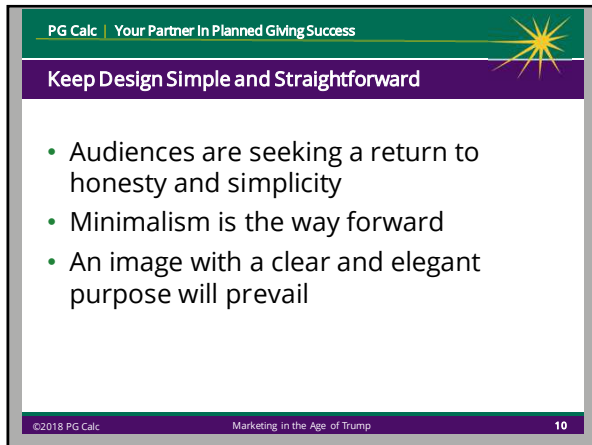 PG Calc | Your Partner In Planned Giving Success
Keep Design Simple and Straightforward
• Audiences are seeking a return to
honesty and simplicity
• Minimalism is the way forward
• An image with a clear and elegant
purpose will prevail
©2018 PG Calc Marketing in the Age of Trump 10